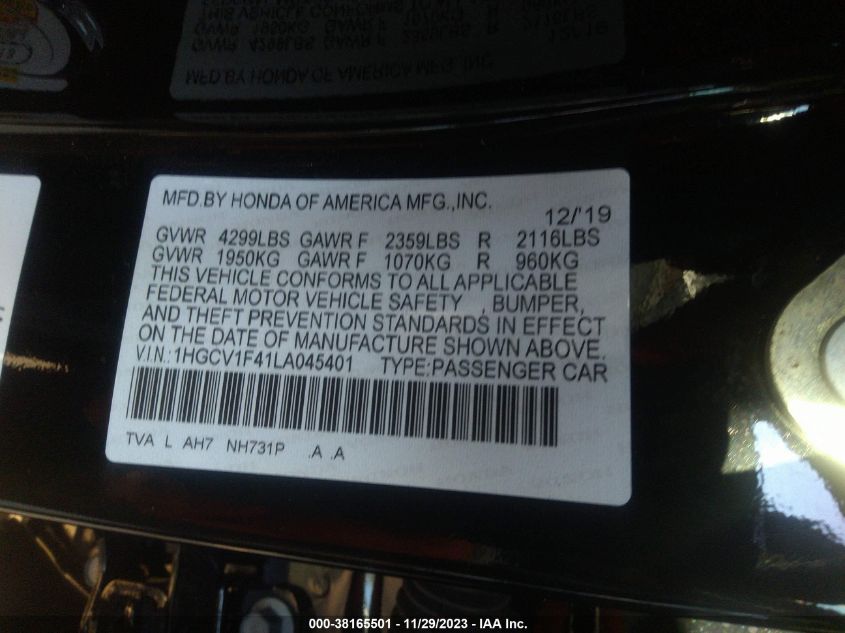 MFD.BY HONDA OF AMERICA MFG.,INC.
12/'19
GVWR 4299LBS GAWR F 2359LBS R 2116LBS
GVWR 1950KG GAWR F 1070KG R 960KG
THIS VEHICLE CONFORMS TO ALL APPLICABLE
FEDERAL MOTOR VEHICLE SAFETY , BUMPER,
AND THEFT PREVENTION STANDARDS IN EFFECT
ON THE DATE OF MANUFACTURE SHOWN ABOVE.
V.I.N.:1HGCV1F41LA045401 TYPE:PASSENGER CAR
TVA L AH7 NH731P .A .A
000-38165501 - 11/29/2023 - IAA Inc.